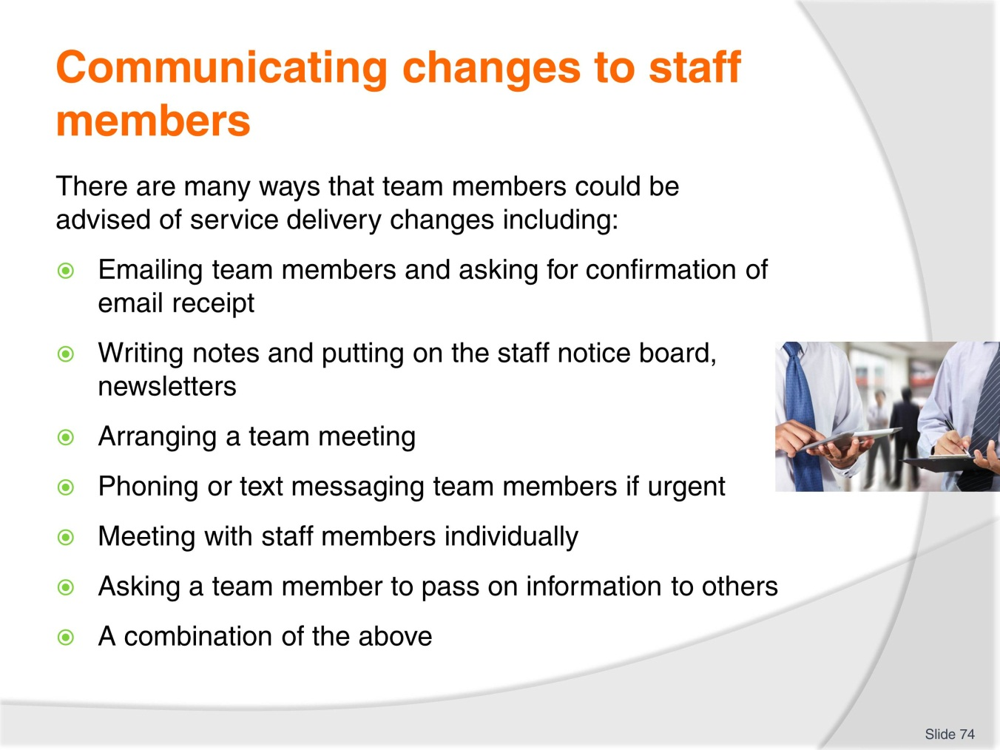 Communicating changes to staff
members
There are many ways that team members could be
advised of service delivery changes including:
Emailing team members and asking for confirmation of
email receipt
Writing notes and putting on the staff notice board,
newsletters
Arranging a team meeting
Phoning or text messaging team members if urgent
Meeting with staff members individually
Asking a team member to pass on information to others
A combination of the above
Slide 74